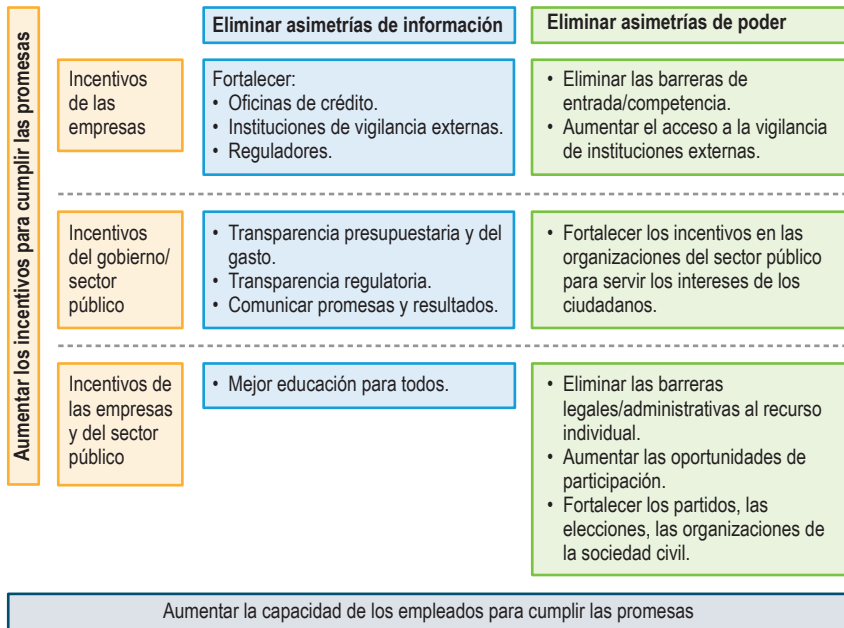 Eliminar asimetrías de información
Eliminar asimetrías de poder
Aumentar los incentivos para cumplir las promesas
Incentivos
de las
empresas
Fortalecer:
• Oficinas de crédito.
• Instituciones de vigilancia externas.
• Reguladores.
• Eliminar las barreras de
entrada/competencia.
• Aumentar el acceso a la vigilancia
de instituciones externas.
Incentivos
del gobierno/
sector
público
• Transparencia presupuestaria y del
gasto.
• Transparencia regulatoria.
• Comunicar promesas y resultados.
• Fortalecer los incentivos en las
organizaciones del sector público
para servir los intereses de los
ciudadanos.
Incentivos de
las empresas
y del sector
público
• Mejor educación para todos.
• Eliminar las barreras
legales/administrativas al recurso
individual.
• Aumentar las oportunidades de
participación.
• Fortalecer los partidos, las
elecciones, las organizaciones de
la sociedad civil.
Aumentar la capacidad de los empleados para cumplir las promesas